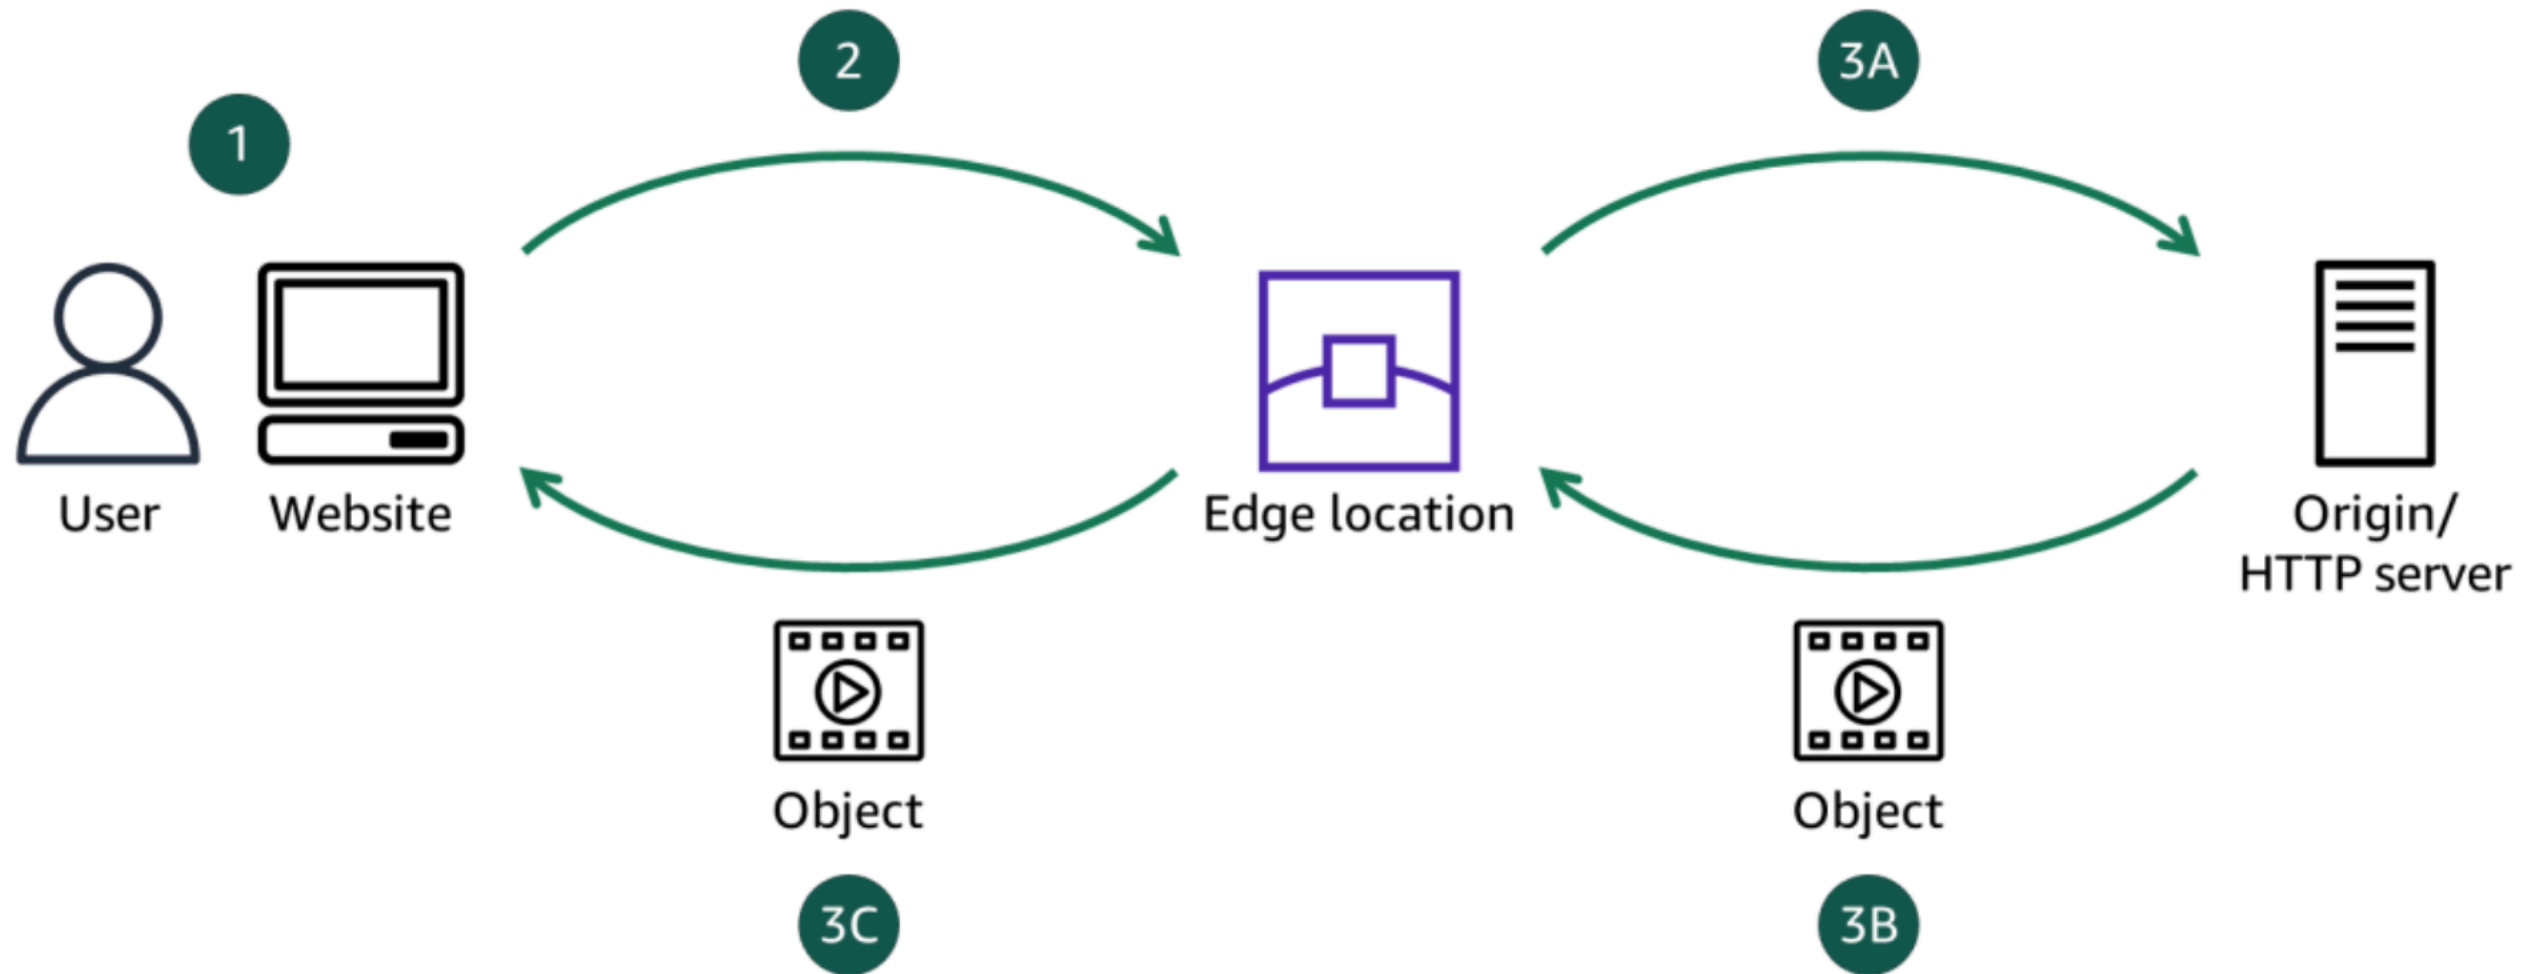 2
3A
1
User
Website
Edge location
Origin/
HTTP server
Object
Object
3C
3B